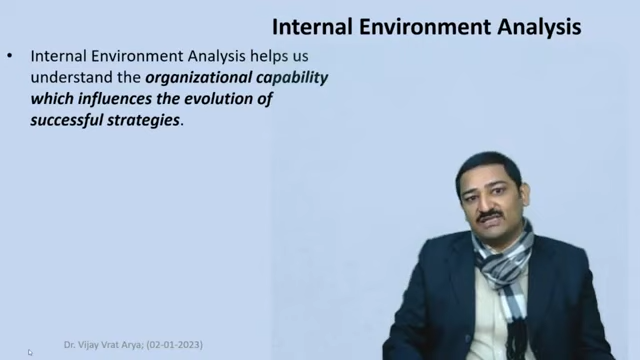 Internal Environment Analysis
• Internal Environment Analysis helps us
understand the organizational capability
which influences the evolution of
successful strategies.
Dr. Vijay Vrat Arya; (02-01-2023)